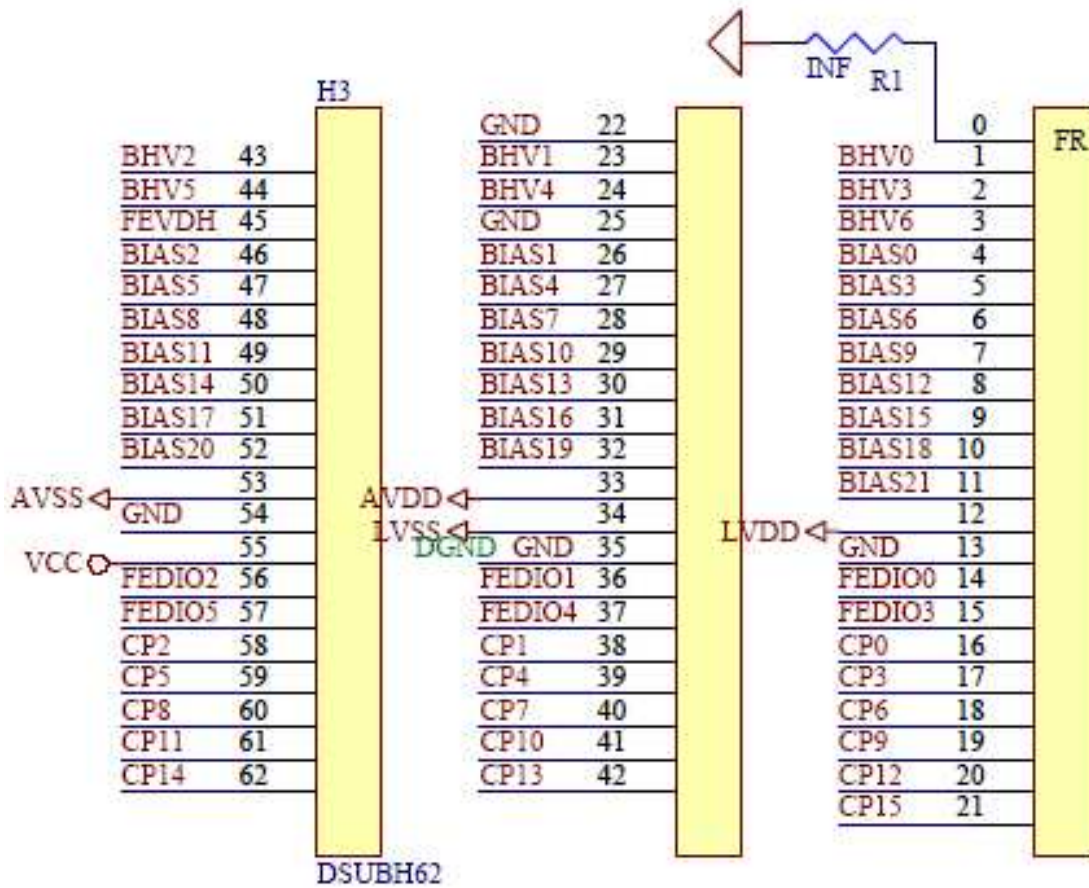 INF R1
H3
FR
BHV2 43
BHV5 44
FEVDH 45
BIAS2 46
BIAS5 47
BIAS8 48
BIAS11 49
BIAS14 50
BIAS17 51
BIAS20 52
AVSS 53
GND 54
VCC 55
FEDIO2 56
FEDIO5 57
CP2 58
CP5 59
CP8 60
CP11 61
CP14 62
DSUBH62
GND 22
BHV1 23
BHV4 24
GND 25
BIAS1 26
BIAS4 27
BIAS7 28
BIAS10 29
BIAS13 30
BIAS16 31
BIAS19 32
AVDD 33
LVSS 34
DGND GND 35
FEDIO1 36
FEDIO4 37
CP1 38
CP4 39
CP7 40
CP10 41
CP13 42
0
BHV0 1
BHV3 2
BHV6 3
BIAS0 4
BIAS3 5
BIAS6 6
BIAS9 7
BIAS12 8
BIAS15 9
BIAS18 10
BIAS21 11
LVDD 12
GND 13
FEDIO0 14
FEDIO3 15
CP0 16
CP3 17
CP6 18
CP9 19
CP12 20
CP15 21